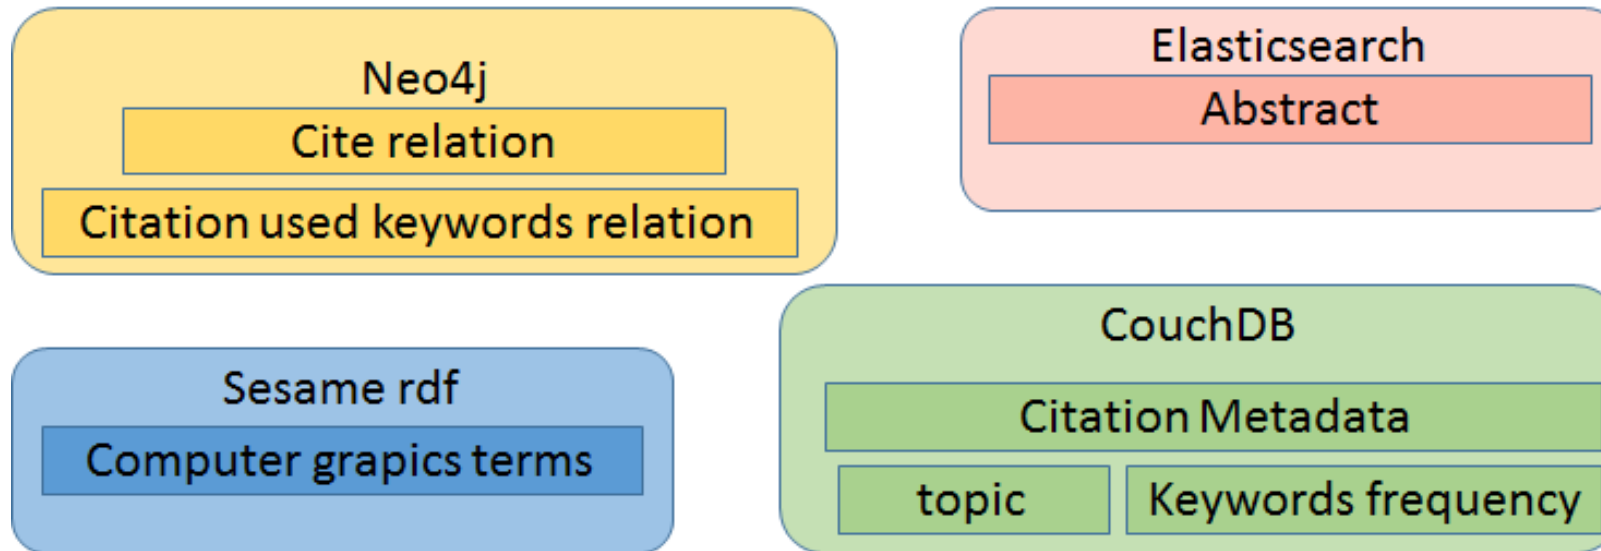 Neo4j
Cite relation
Citation used keywords relation
Elasticsearch
Abstract
Sesame rdf
Computer grapics terms
CouchDB
Citation Metadata
topic
Keywords frequency